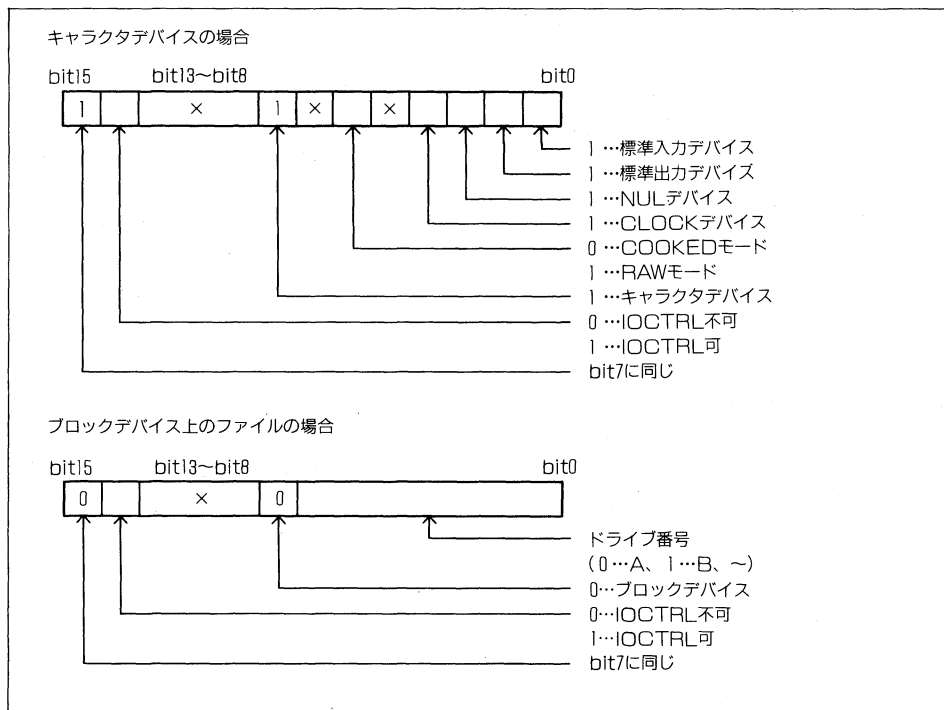 キャラクタデバイスの場合
bit15 bit13~bit8 bit0
1 × 1 × ×
1…標準入力デバイス
1…標準出力デバイズ
1…NULデバイス
1…CLOCKデバイス
0…COOKEDモード
1…RAWモード
1…キャラクタデバイス
0…IOCTRL不可
1…IOCTRL可
bit7に同じ
ブロックデバイス上のファイルの場合
bit15 bit13~bit8 bit0
0 × 0
ドライブ番号
(0…A、1…B、~)
0…ブロックデバイス
0…IOCTRL不可
1…IOCTRL可
bit7に同じ